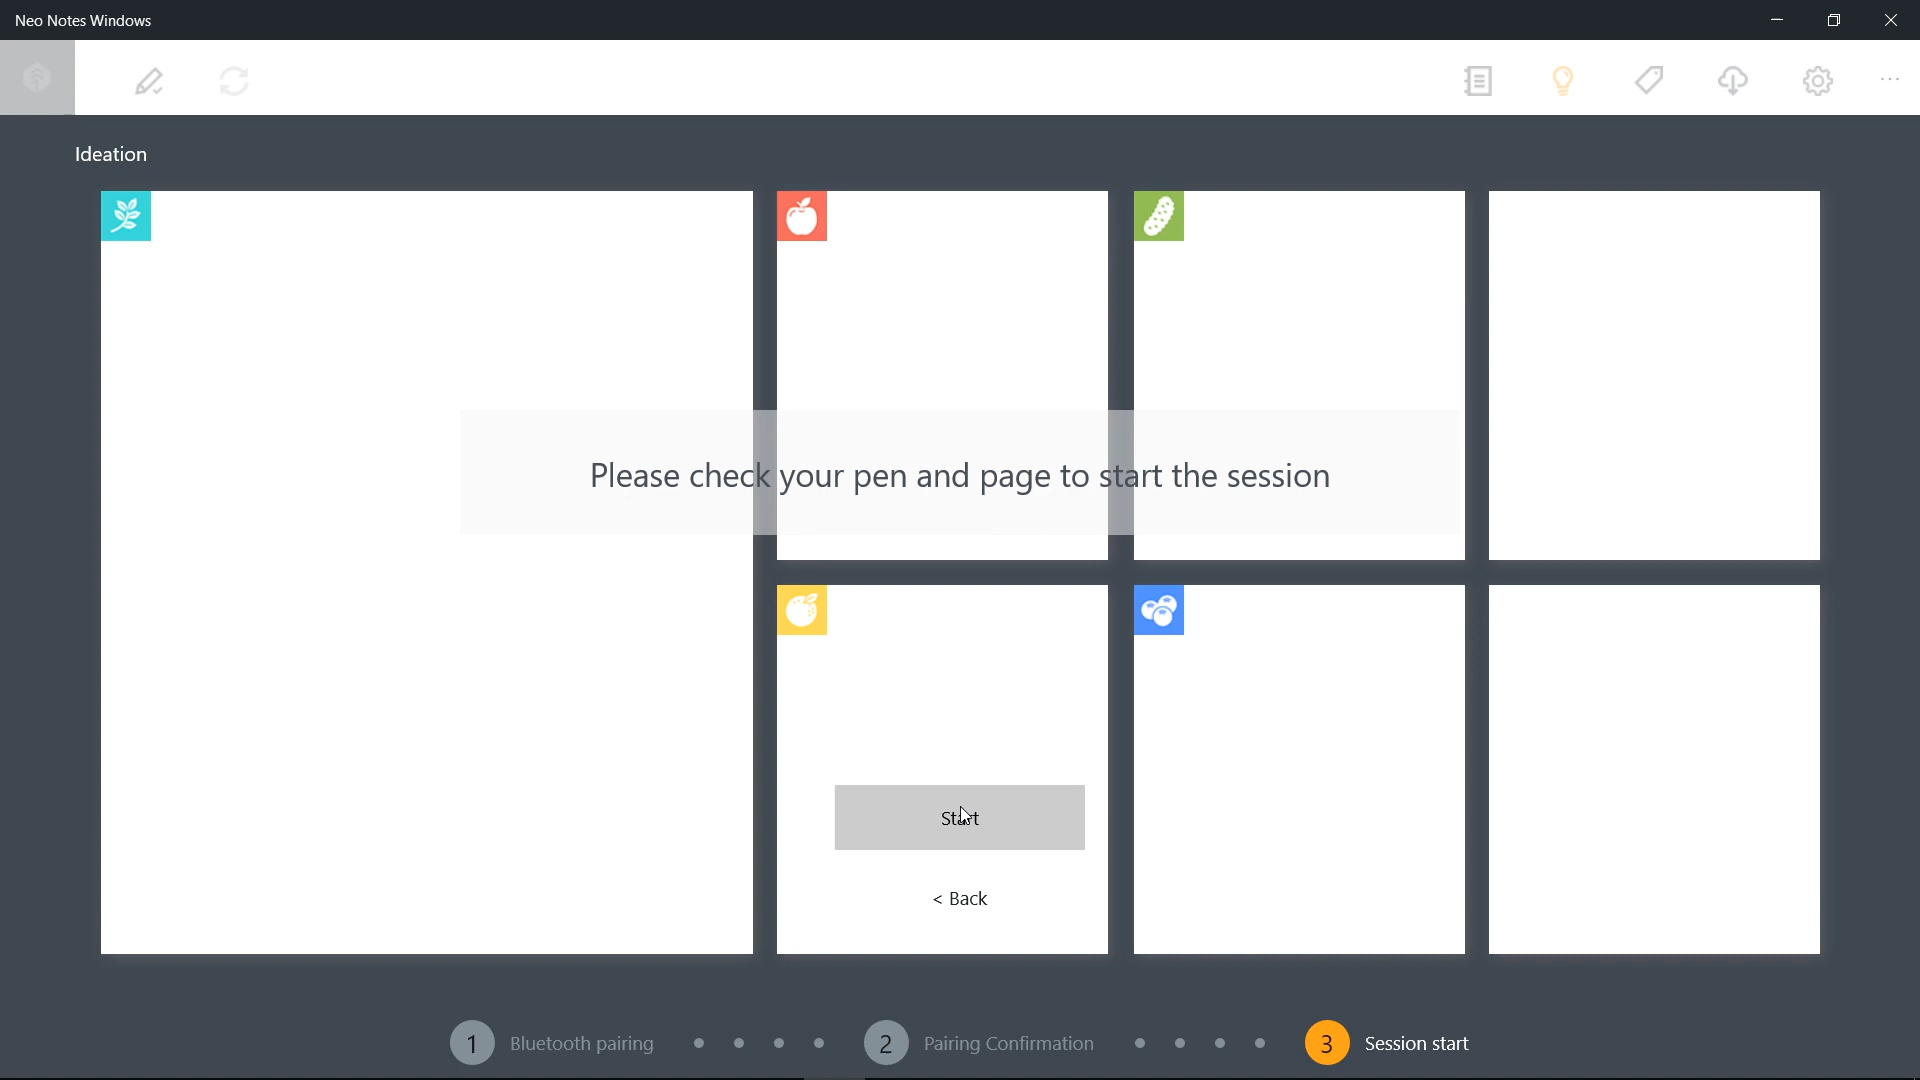 Neo Notes Windows
Ideation
Please check your pen and page to start the session
Start
< Back
1 Bluetooth pairing
2 Pairing Confirmation
3 Session start